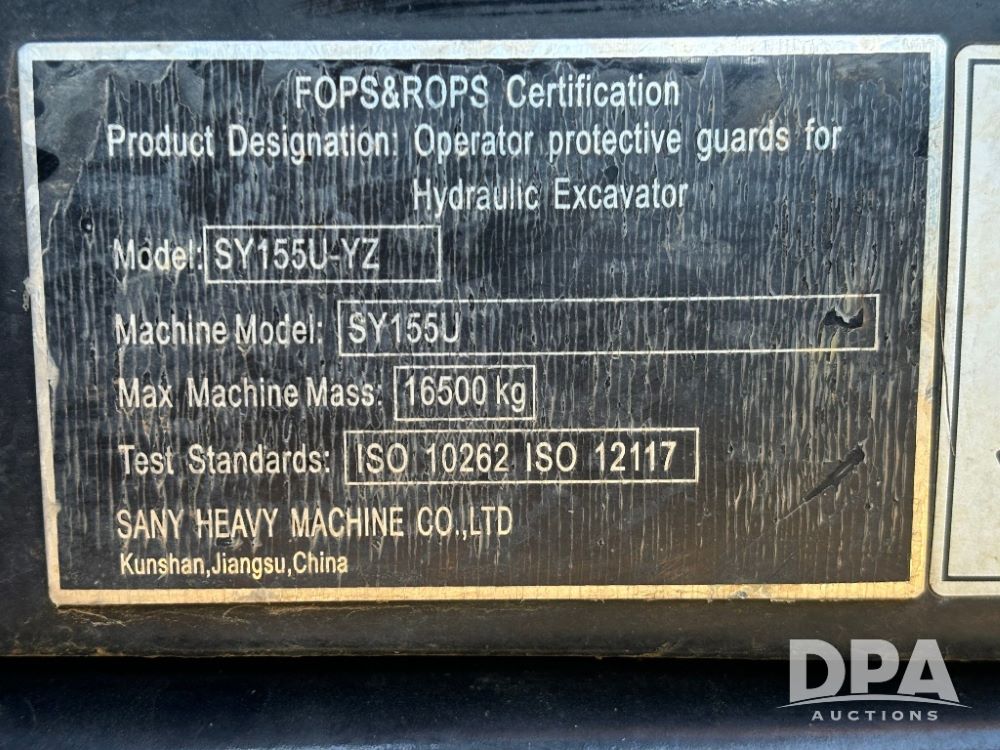 FOPS&ROPS Certification
Product Designation: Operator protective guards for
Hydraulic Excavator
Model: SY155U-YZ
Machine Model: SY155U
Max Machine Mass: 16500 kg
Test Standards: ISO 10262 ISO 12117
SANY HEAVY MACHINE CO.,LTD
Kunshan,Jiangsu,China
DPA
AUCTIONS